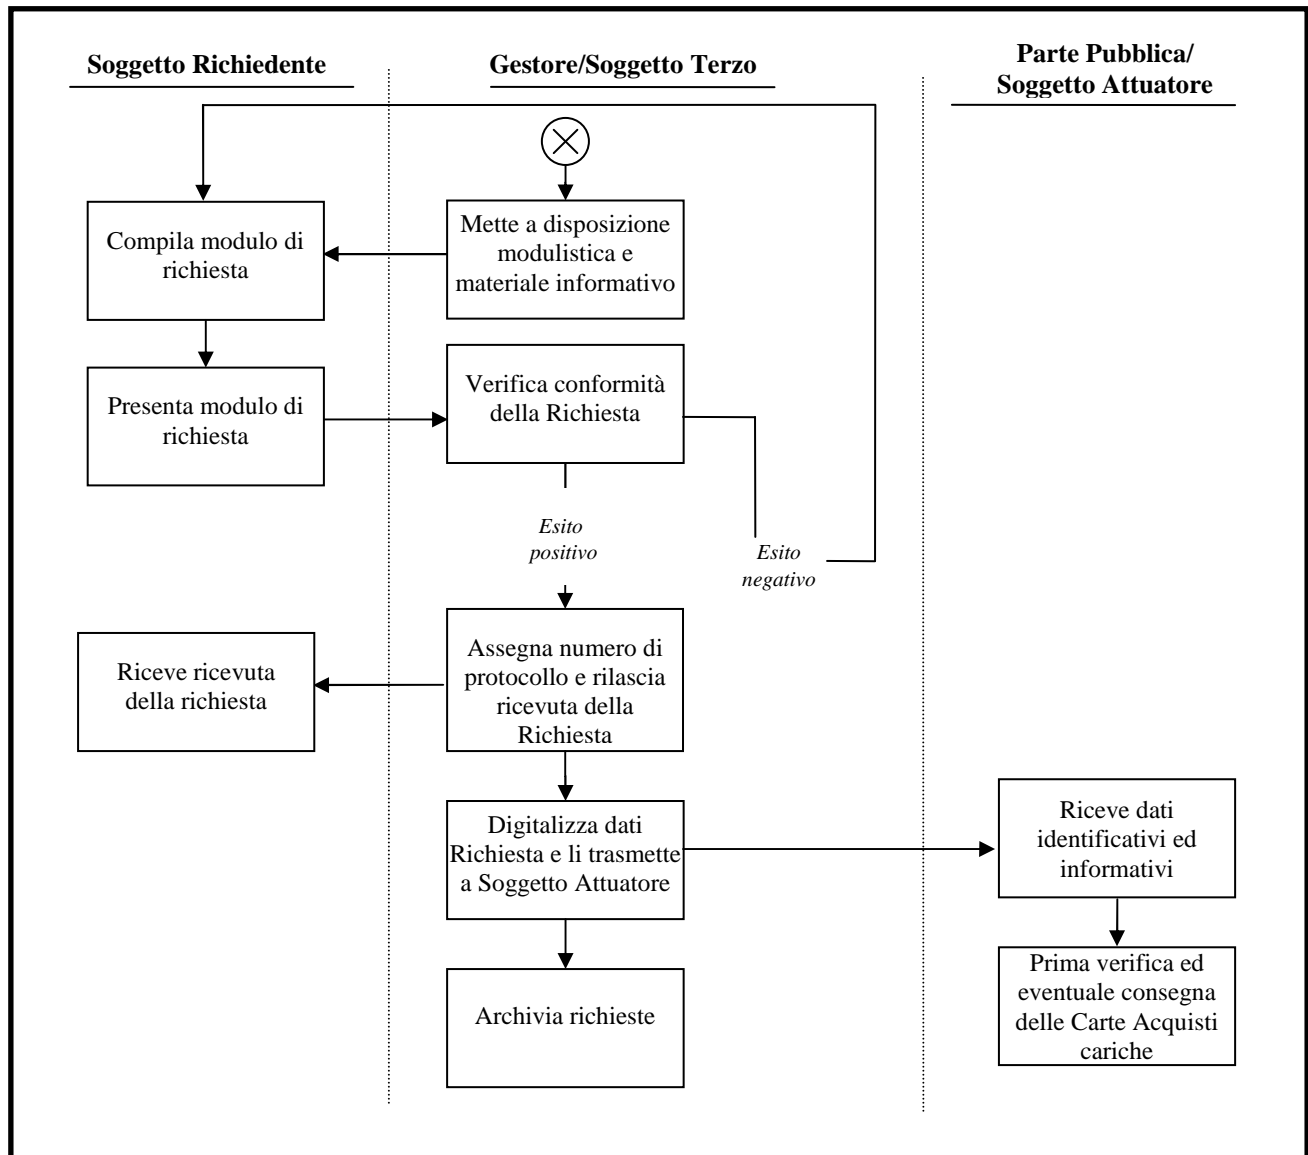 Soggetto Richiedente
Gestore/Soggetto Terzo
Parte Pubblica/
Soggetto Attuatore
Compila modulo di
richiesta
Mette a disposizione
modulistica e
materiale informativo
Presenta modulo di
richiesta
Verifica conformità
della Richiesta
Esito
positivo
Esito
negativo
Riceve ricevuta
della richiesta
Assegna numero di
protocollo e rilascia
ricevuta della
Richiesta
Digitalizza dati
Richiesta e li trasmette
a Soggetto Attuatore
Riceve dati
identificativi ed
informativi
Archivia richieste
Prima verifica ed
eventuale consegna
delle Carte Acquisti
cariche